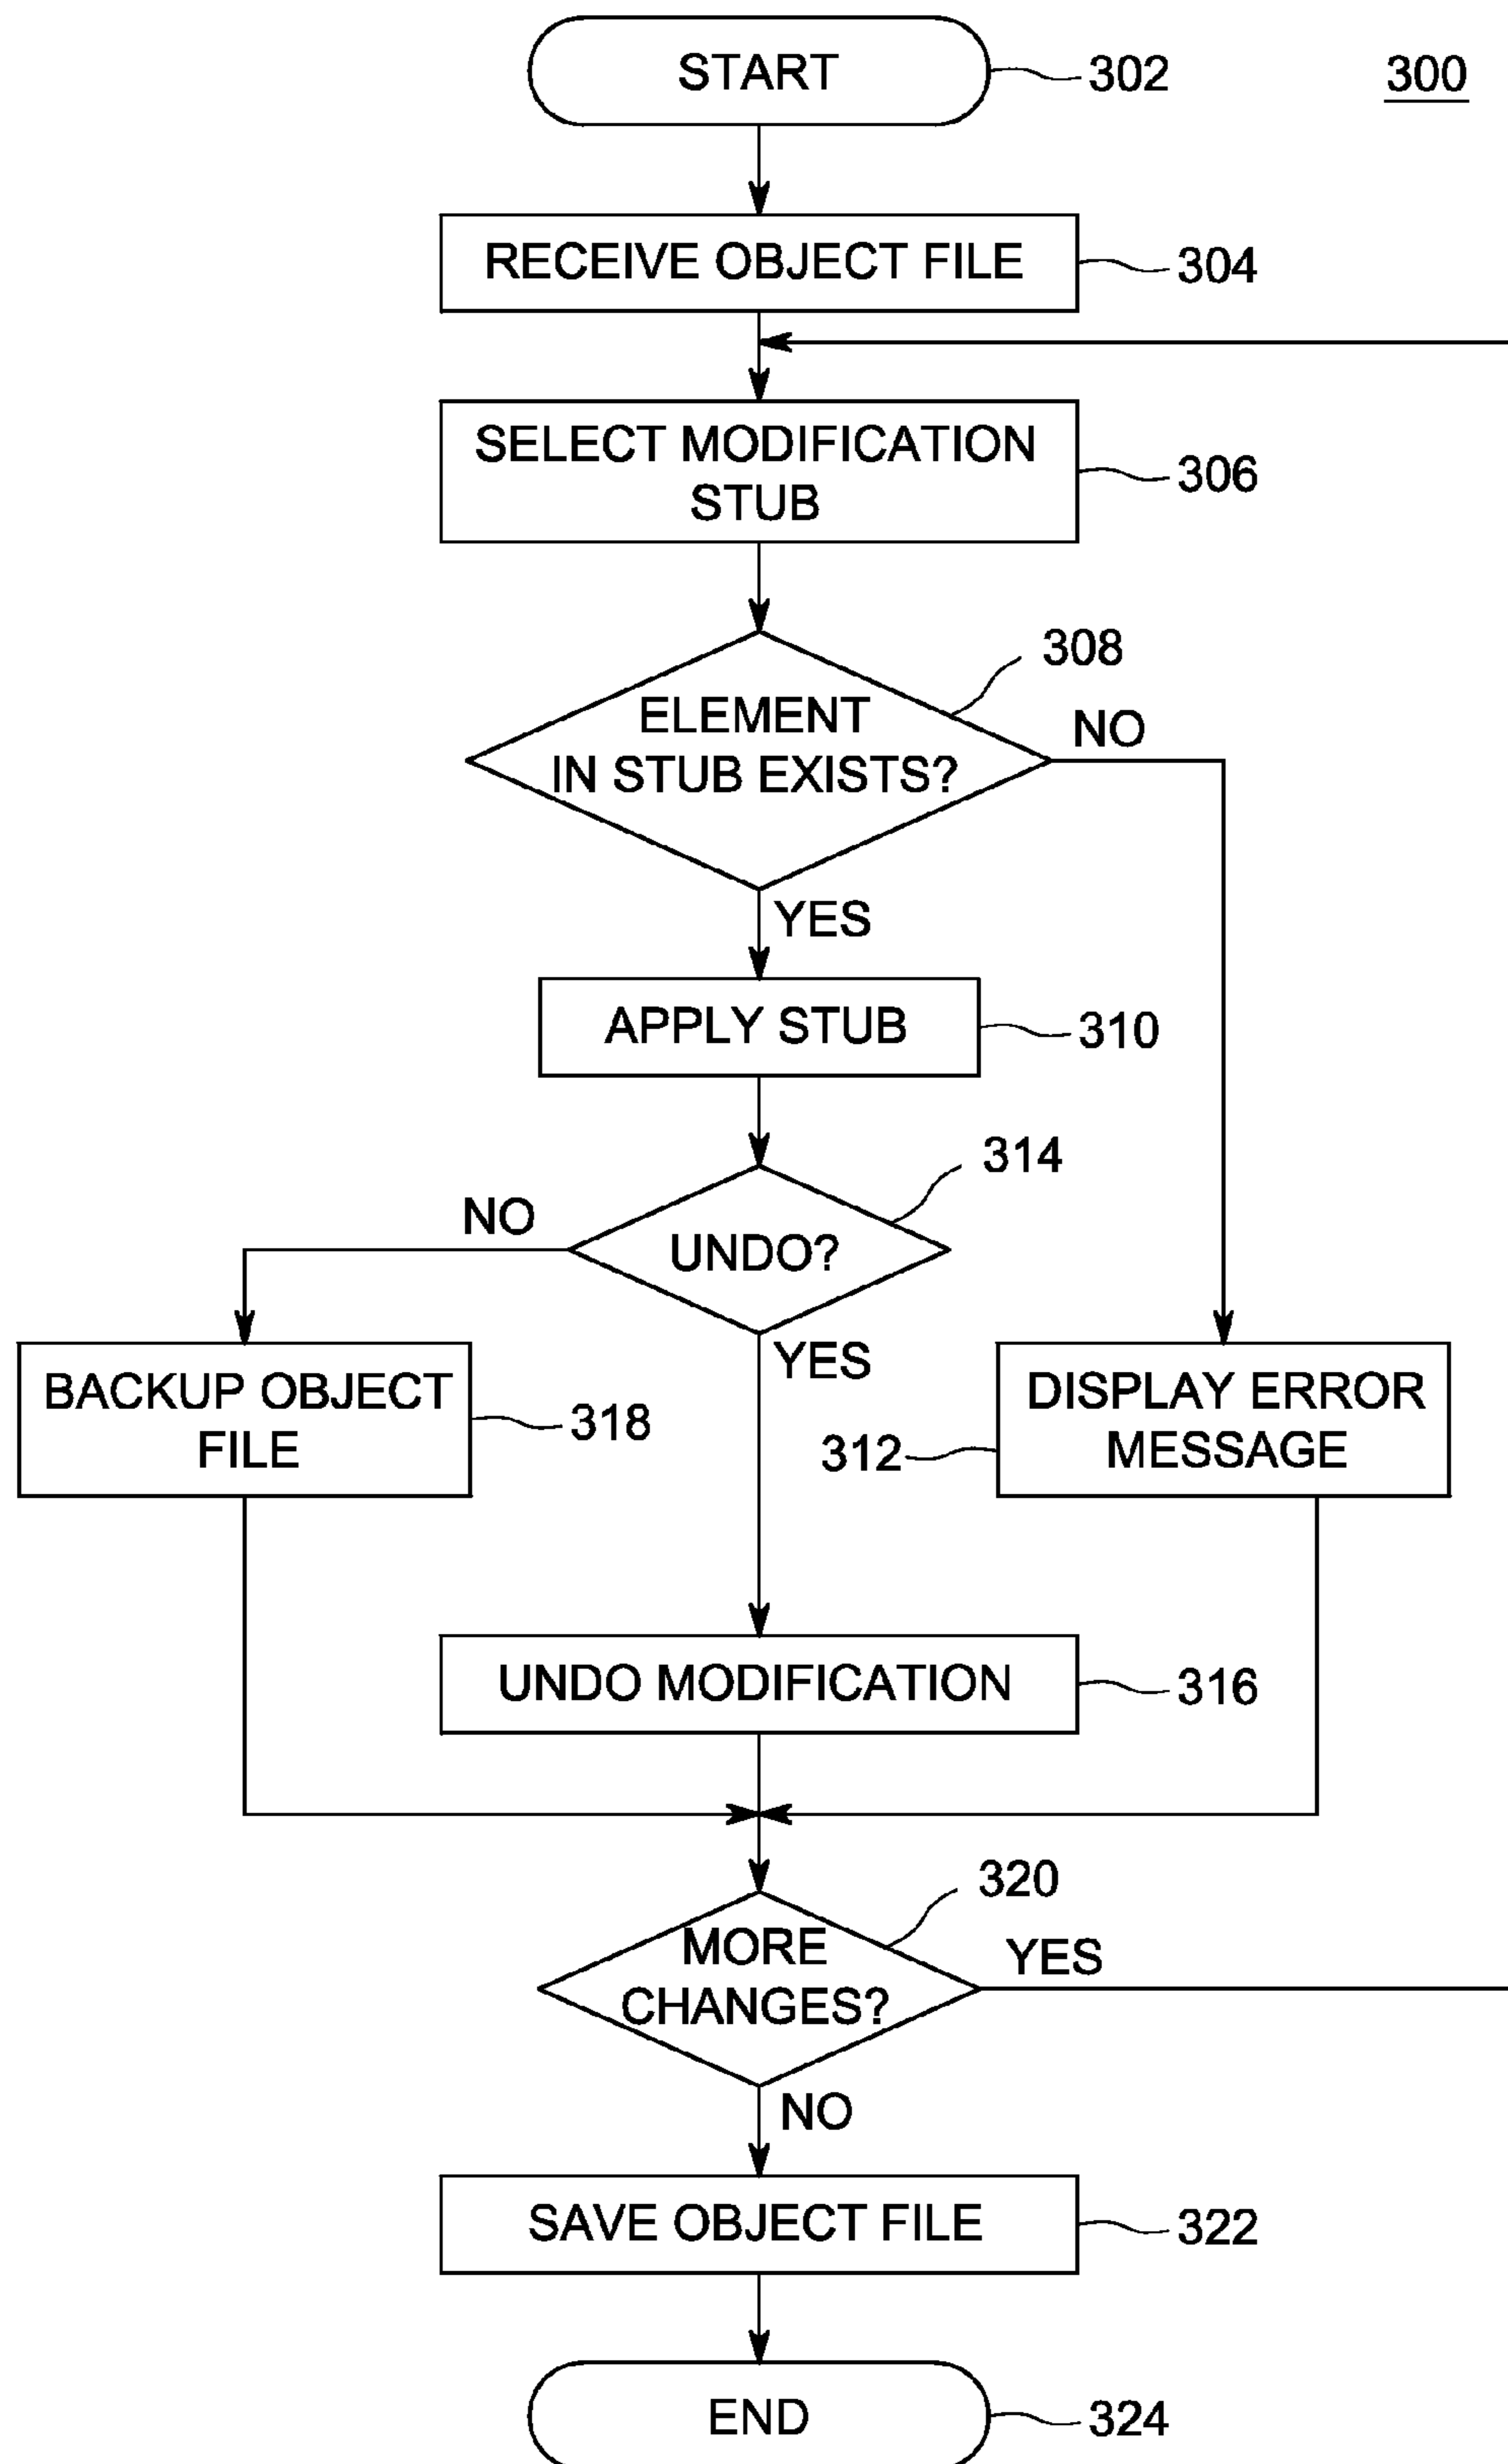 START
302
300
RECEIVE OBJECT FILE
304
SELECT MODIFICATION
STUB
306
308
ELEMENT
IN STUB EXISTS?
NO
YES
APPLY STUB
310
314
NO
UNDO?
YES
BACKUP OBJECT
FILE
318
312
DISPLAY ERROR
MESSAGE
UNDO MODIFICATION
316
320
MORE
CHANGES?
YES
NO
SAVE OBJECT FILE
322
END
324